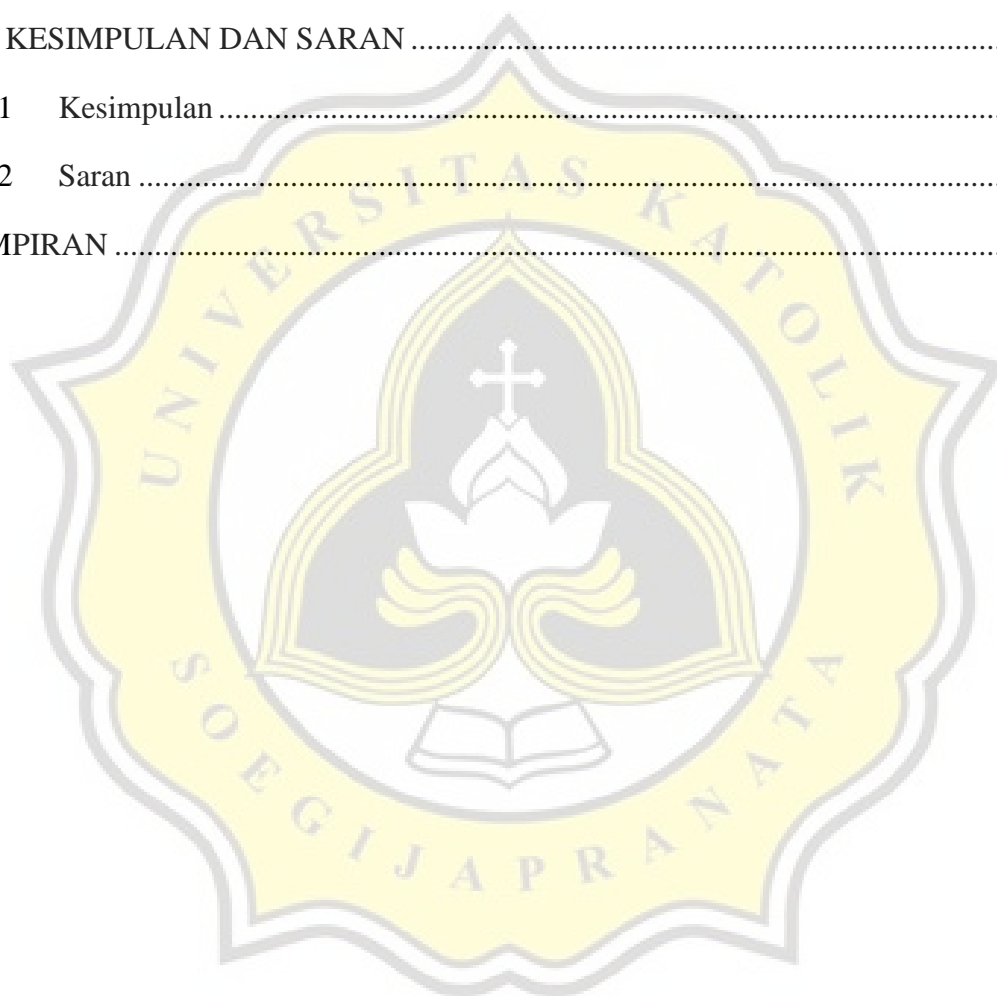 KESIMPULAN DAN SARAN ........................................................................
1 Kesimpulan ................................................................................................
2 Saran ..........................................................................................................
MPIRAN .............................................................................................................
UNIVERSITAS KATOLIK
SOEGIJAPRANATA